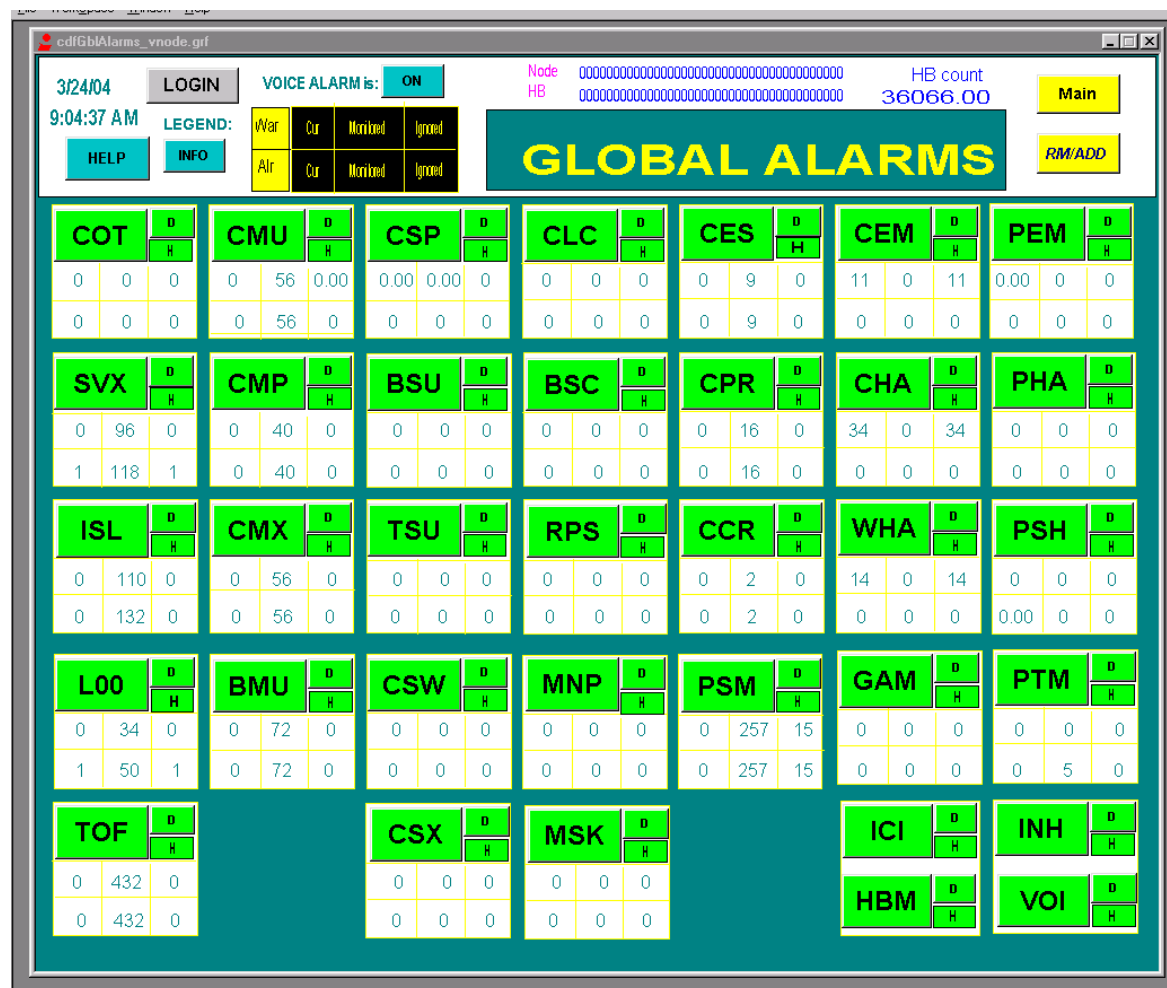 cdfGblAlarms_vnode.grf
3/24/04 LOGIN VOICE ALARM is: ON Node 0000000000000000000000000000000000000000 HB count
HB 0000000000000000000000000000000000000000 36066.00 Main
9:04:37 AM LEGEND: War Cur Monitored Ignored
HELP INFO Alr Cur Monitored Ignored GLOBAL ALARMS RM/ADD
COT D H CMU D H CSP D H CLC D H CES D H CEM D H PEM D H
0 0 0 0 56 0.00 0.00 0.00 0 0 0 0 0 9 0 11 0 11 0.00 0 0
0 0 0 0 56 0 0 0 0 0 0 0 0 9 0 0 0 0 0 0 0
SVX D H CMP D H BSU D H BSC D H CPR D H CHA D H PHA D H
0 96 0 0 40 0 0 0 0 0 0 0 0 16 0 34 0 34 0 0 0
1 118 1 0 40 0 0 0 0 0 0 0 0 16 0 0 0 0 0 0 0
ISL D H CMX D H TSU D H RPS D H CCR D H WHA D H PSH D H
0 110 0 0 56 0 0 0 0 0 0 0 0 2 0 14 0 14 0 0 0
0 132 0 0 56 0 0 0 0 0 0 0 0 2 0 0 0 0 0.00 0 0
L00 D H BMU D H CSW D H MNP D H PSM D H GAM D H PTM D H
0 34 0 0 72 0 0 0 0 0 0 0 0 257 15 0 0 0 0 0 0
1 50 1 0 72 0 0 0 0 0 0 0 0 257 15 0 0 0 0 5 0
TOF D H CSX D H MSK D H ICI D H INH D H
0 432 0 0 0 0 0 0 0 HBM D H VOI D H
0 432 0 0 0 0 0 0 0